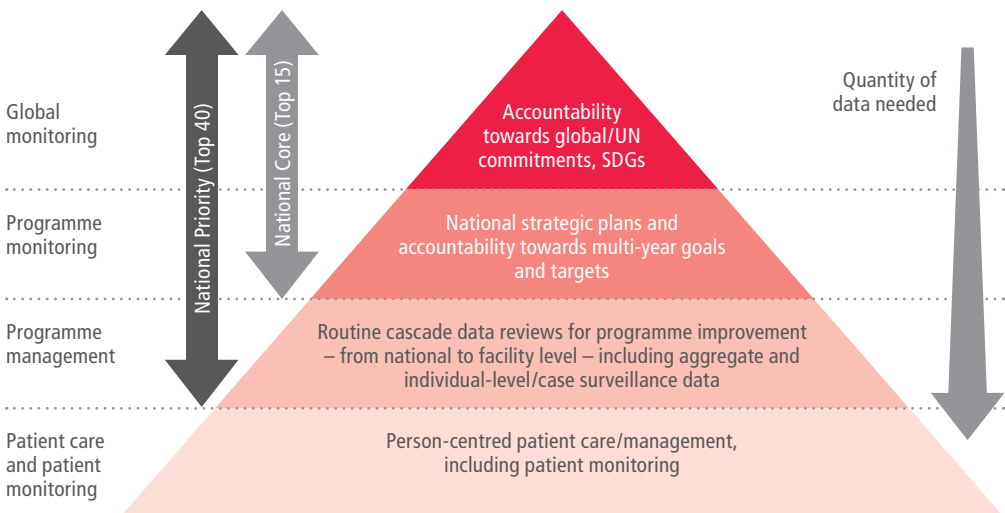 Global
monitoring
National Priority (Top 40)
National Core (Top 15)
Accountability
towards global/UN
commitments, SDGs
Quantity of
data needed
Programme
monitoring
National strategic plans and
accountability towards multi-year goals
and targets
Programme
management
Routine cascade data reviews for programme improvement
– from national to facility level – including aggregate and
individual-level/case surveillance data
Patient care
and patient
monitoring
Person-centred patient care/management,
including patient monitoring